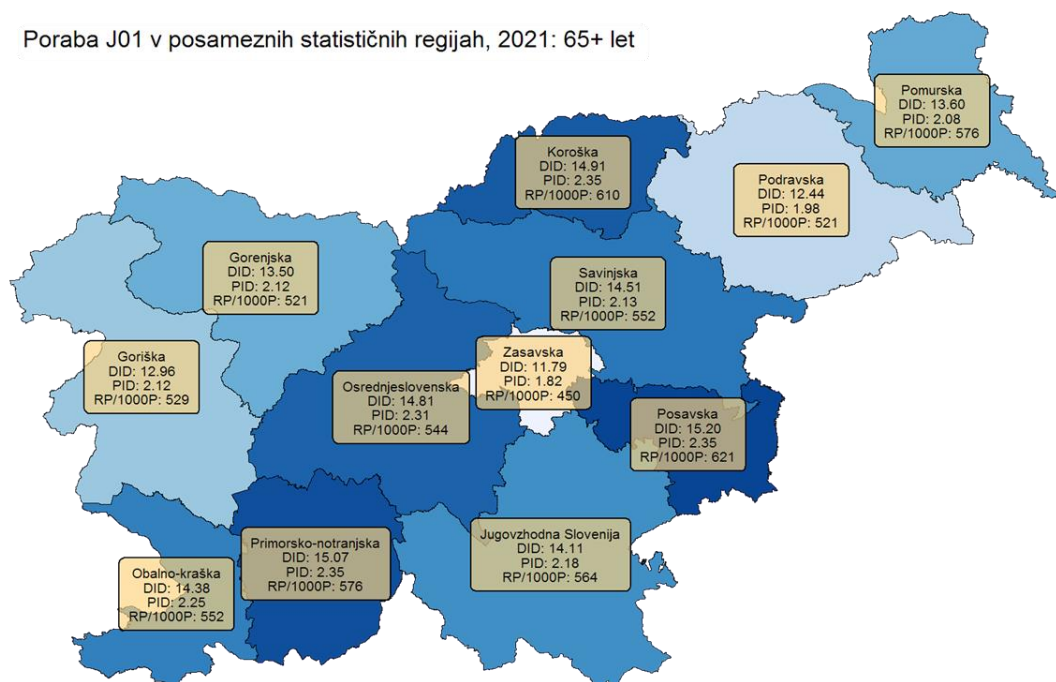 Poraba J01 v posameznih statističnih regijah, 2021: 65+ let
Pomurska
DID: 13.60
PID: 2.08
RP/1000P: 576
Koroška
DID: 14.91
PID: 2.35
RP/1000P: 610
Podravska
DID: 12.44
PID: 1.98
RP/1000P: 521
Gorenjska
DID: 13.50
PID: 2.12
RP/1000P: 521
Savinjska
DID: 14.51
PID: 2.13
RP/1000P: 552
Goriška
DID: 12.96
PID: 2.12
RP/1000P: 529
Zasavska
DID: 11.79
PID: 1.82
RP/1000P: 450
Osrednjeslovenska
DID: 14.81
PID: 2.31
RP/1000P: 544
Posavska
DID: 15.20
PID: 2.35
RP/1000P: 621
Jugovzhodna Slovenija
DID: 14.11
PID: 2.18
RP/1000P: 564
Primorsko-notranjska
DID: 15.07
PID: 2.35
RP/1000P: 576
Obalno-kraška
DID: 14.38
PID: 2.25
RP/1000P: 552